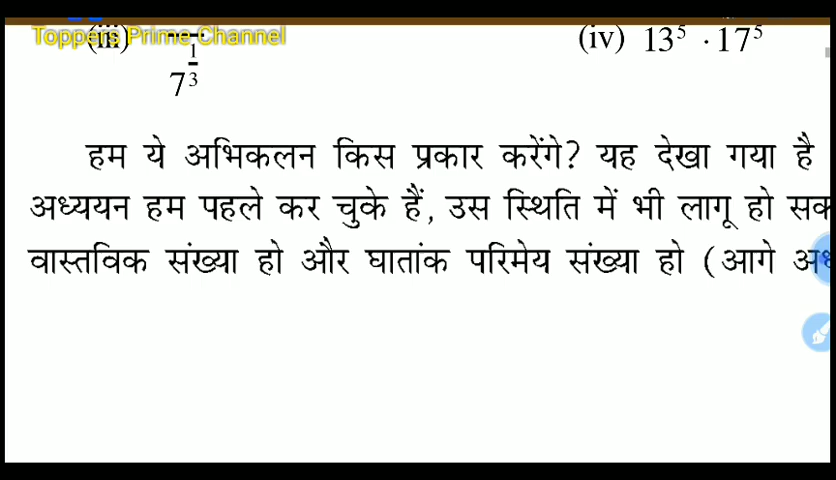 Toppers Prime Channel
(iii) 7^(1/3) (iv) 13⁵ · 17⁵
हम ये अभिकलन किस प्रकार करेंगे? यह देखा गया है
अध्ययन हम पहले कर चुके हैं, उस स्थिति में भी लागू हो
वास्तविक संख्या हो और घातांक परिमेय संख्या हो (आगे